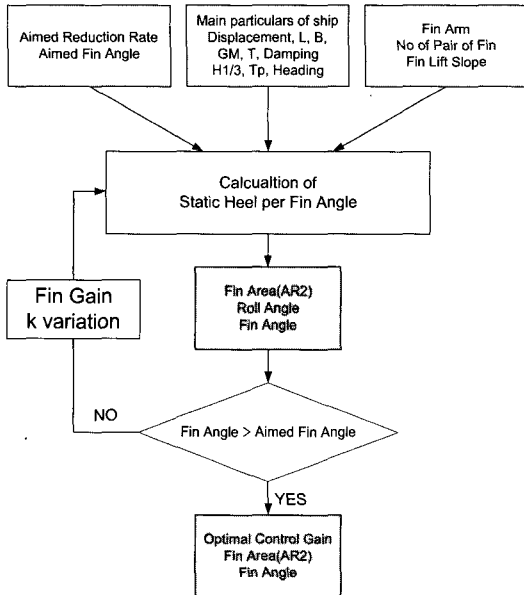 Aimed Reduction Rate
Aimed Fin Angle
Main particulars of ship
Displacement, L, B,
GM, T, Damping
H1/3, Tp, Heading
Fin Arm
No of Pair of Fin
Fin Lift Slope
Calcualtion of
Static Heel per Fin Angle
Fin Gain
k variation
Fin Area(AR2)
Roll Angle
Fin Angle
NO
Fin Angle > Aimed Fin Angle
YES
Optimal Control Gain
Fin Area(AR2)
Fin Angle